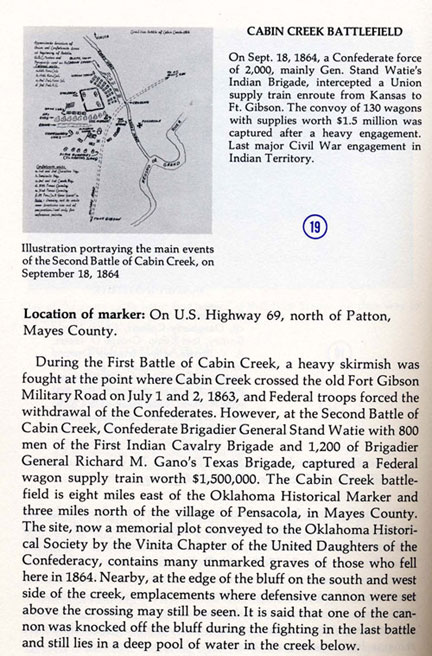 CABIN CREEK BATTLEFIELD
On Sept. 18, 1864, a Confederate force
of 2,000, mainly Gen. Stand Watie's
Indian Brigade, intercepted a Union
supply train enroute from Kansas to
Ft. Gibson. The convoy of 130 wagons
with supplies worth $1.5 million was
captured after a heavy engagement.
Last major Civil War engagement in
Indian Territory.
19
GRAND
RIVER
FORT GIBSON
Illustration portraying the main events
of the Second Battle of Cabin Creek, on
September 18, 1864
Location of marker: On U.S. Highway 69, north of Patton,
Mayes County.
During the First Battle of Cabin Creek, a heavy skirmish was
fought at the point where Cabin Creek crossed the old Fort Gibson
Military Road on July 1 and 2, 1863, and Federal troops forced the
withdrawal of the Confederates. However, at the Second Battle of
Cabin Creek, Confederate Brigadier General Stand Watie with 800
men of the First Indian Cavalry Brigade and 1,200 of Brigadier
General Richard M. Gano's Texas Brigade, captured a Federal
wagon supply train worth $1,500,000. The Cabin Creek battle-
field is eight miles east of the Oklahoma Historical Marker and
three miles north of the village of Pensacola, in Mayes County.
The site, now a memorial plot conveyed to the Oklahoma Histori-
cal Society by the Vinita Chapter of the United Daughters of the
Confederacy, contains many unmarked graves of those who fell
here in 1864. Nearby, at the edge of the bluff on the south and west
side of the creek, emplacements where defensive cannon were set
above the crossing may still be seen. It is said that one of the can-
non was knocked off the bluff during the fighting in the last battle
and still lies in a deep pool of water in the creek below.